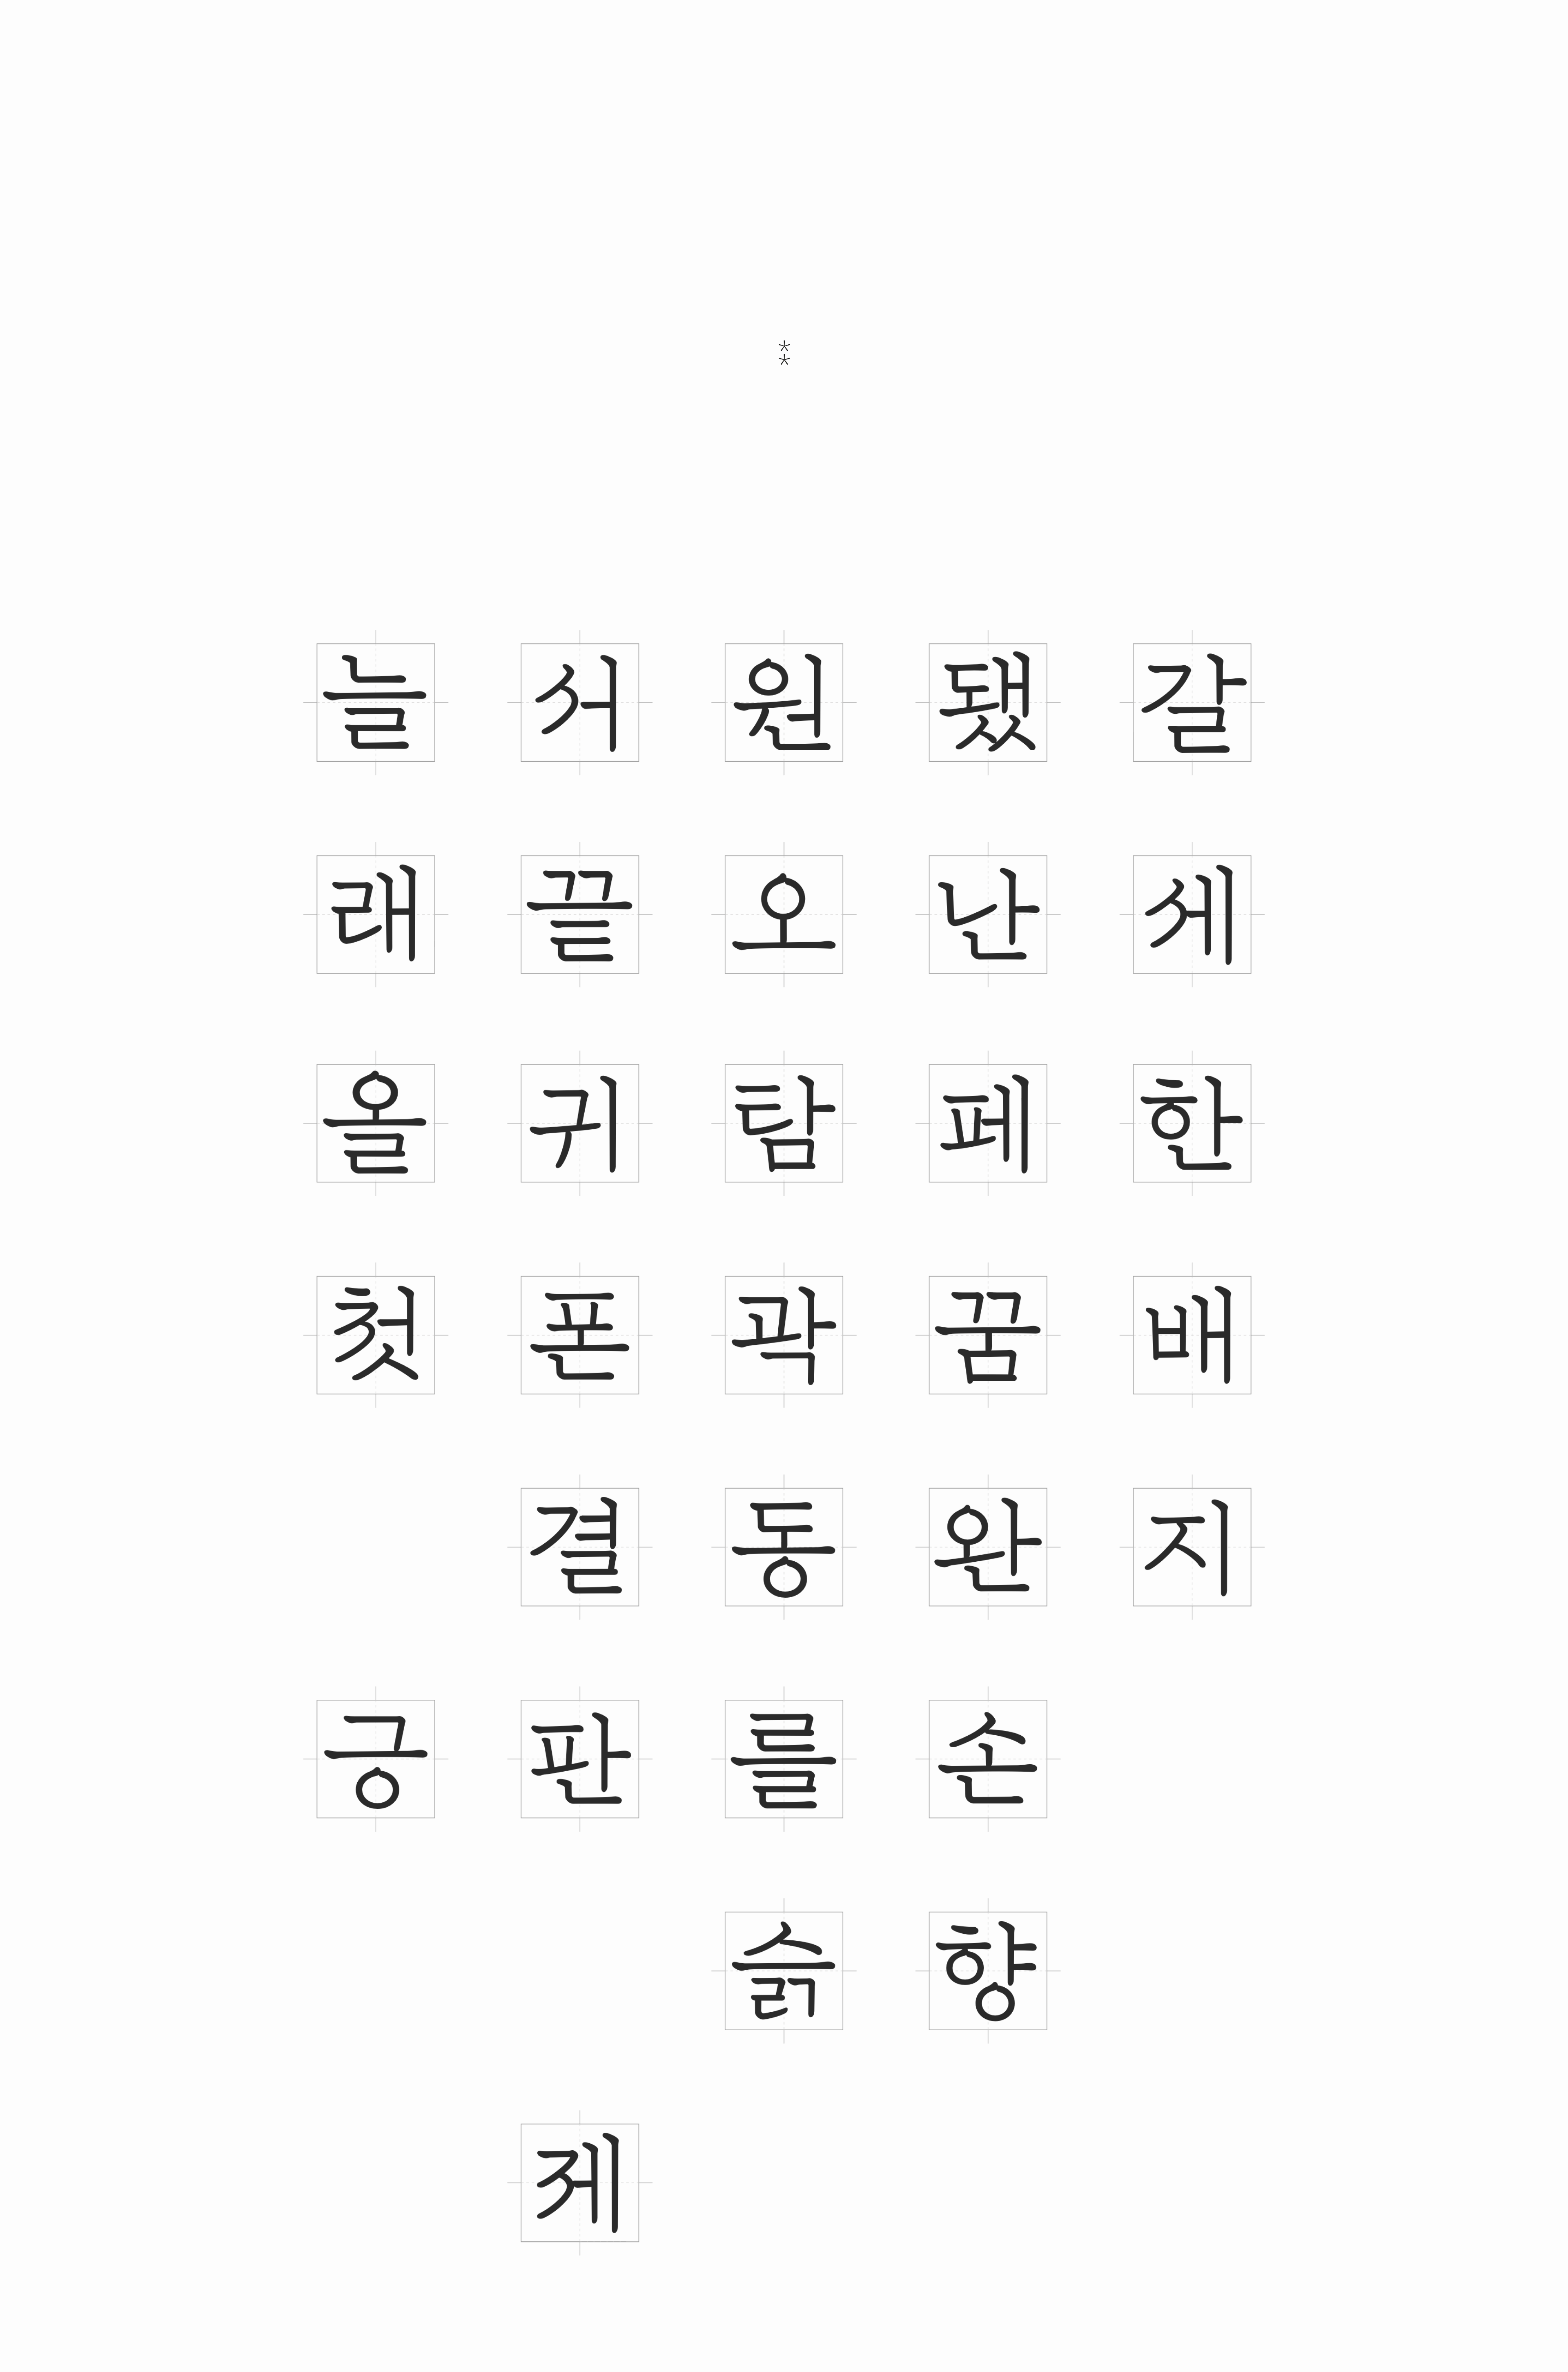 *
*
늘 서 원 됐 갈
래 끝 오 난 세
올 귀 탐 페 한
첫 폰 곽 꿈 배
결 동 완 지
긍 판 를 손
슭 향
제